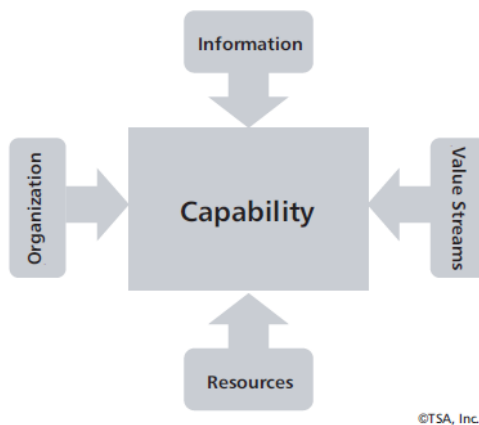 Information
Organization
Capability
Value Streams
Resources
©TSA, Inc.